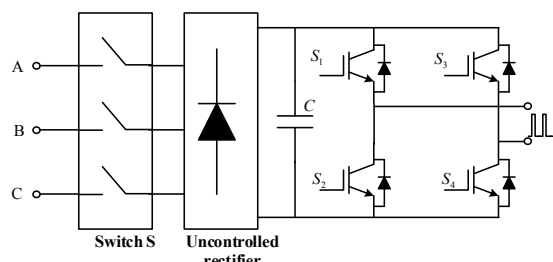 A
B
C
S1
S3
C
S2
S4
Switch S
Uncontrolled
rectifier